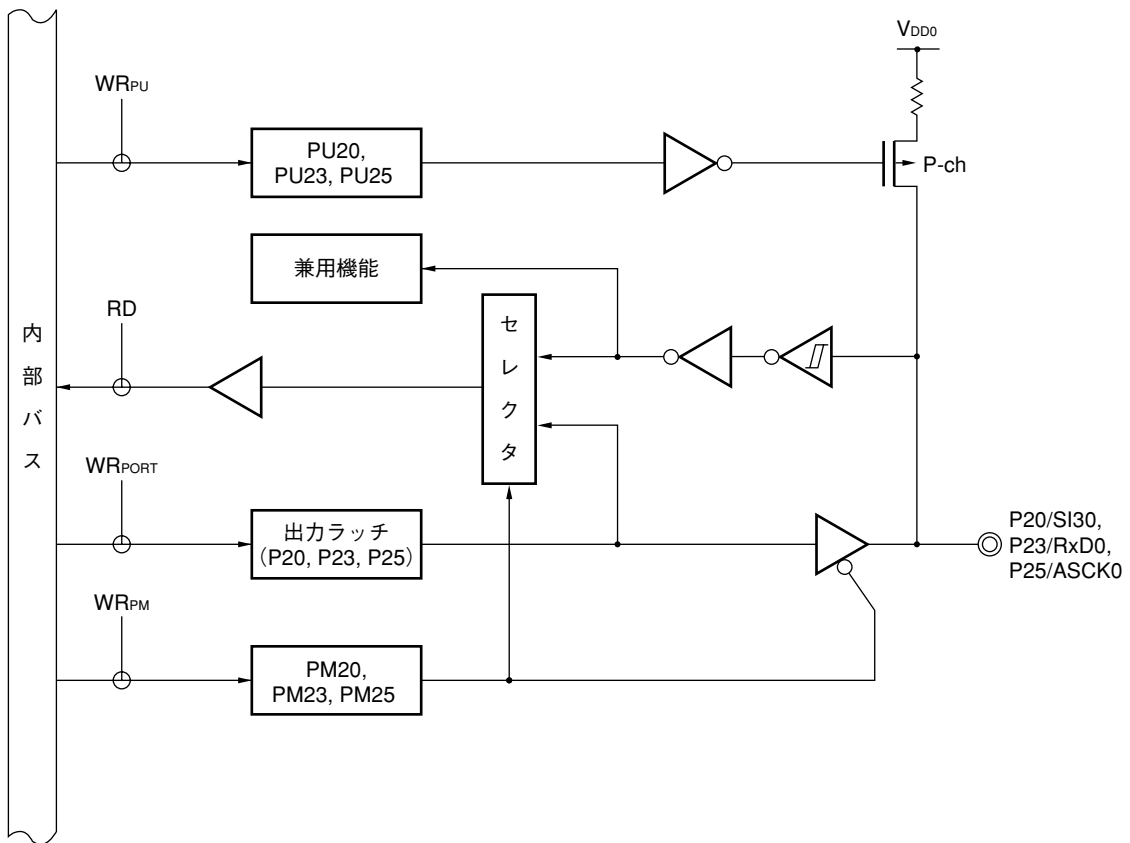 VDD0
WRPU
PU20,
PU23, PU25
P-ch
兼用機能
RD
セレクタ
内部バス
WRPORT
出力ラッチ
（P20, P23, P25）
P20/SI30,
P23/RxD0,
P25/ASCK0
WRPM
PM20,
PM23, PM25